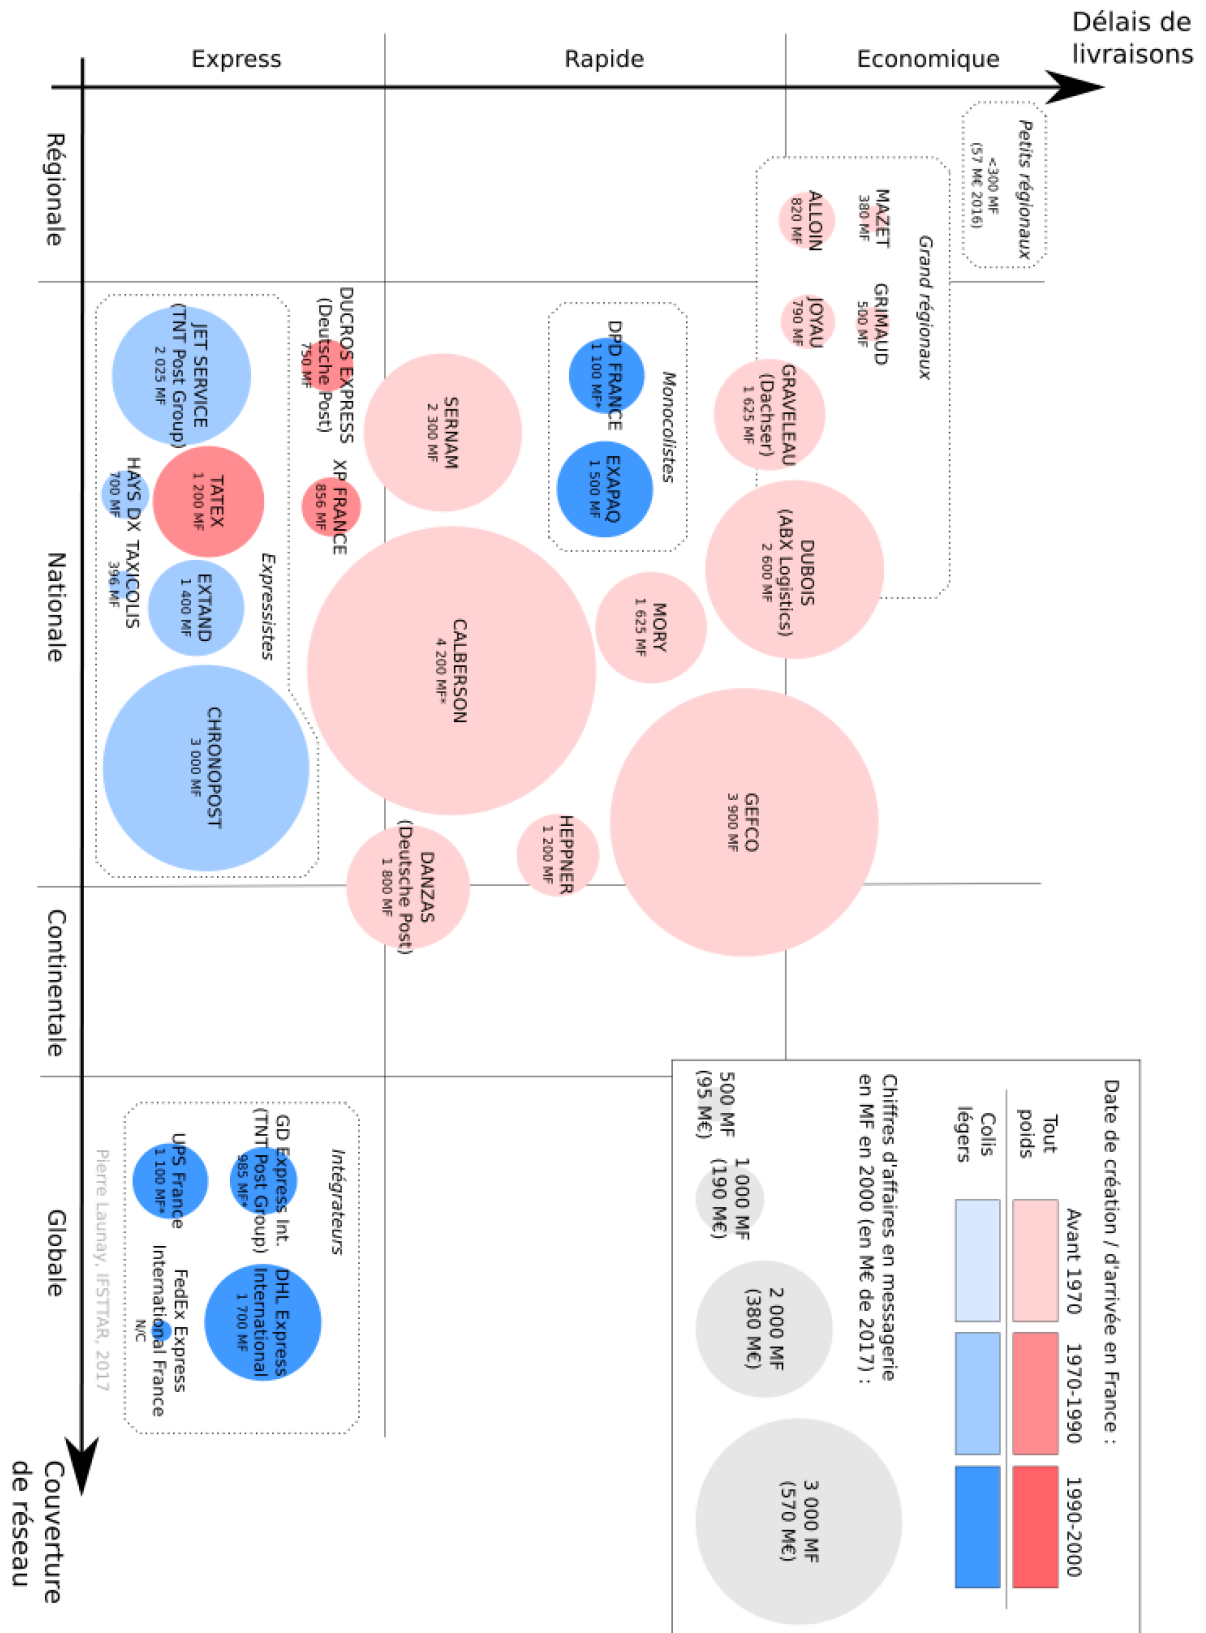 Délais de
livraisons
Express
Rapide
Economique
Régionale
Nationale
Continentale
Globale
Couverture
de réseau
Petits régionaux
<300 MF
(57 M€ 2016)
Grand régionaux
MAZET
380 MF
ALLOIN
820 MF
GRIMAUD
500 MF
JOYAU
790 MF
GRAVELEAU
(Dachser)
1 625 MF
DUBOIS
(ABX Logistics)
2 600 MF
Monocolistes
DPD FRANCE
1 100 MF*
EXAPAQ
1 500 MF
MORY
1 625 MF
GEFCO
3 900 MF
SERNAM
2 300 MF
CALBERSON
4 200 MF*
HEPPNER
1 200 MF
DANZAS
(Deutsche Post)
1 800 MF
DUCROS EXPRESS
(Deutsche Post)
750 MF
XP FRANCE
856 MF
Expressistes
JET SERVICE
(TNT Post Group)
2 025 MF
TATEX
1 200 MF
HAYS DX
700 MF
TAXICOLIS
396 MF
EXTAND
1 400 MF
CHRONOPOST
3 000 MF
Intégrateurs
GD Express Int.
(TNT Post Group)
985 MF*
DHL Express
International
1 700 MF
UPS France
1 100 MF*
FedEx Express
International France
N/C
Pierre Launay, IFSTTAR, 2017
Date de création / d'arrivée en France :
Avant 1970
1970-1990
1990-2000
Tout
poids
Colis
légers
Chiffres d'affaires en messagerie
en MF en 2000 (en M€ de 2017) :
500 MF
(95 M€)
1 000 MF
(190 M€)
2 000 MF
(380 M€)
3 000 MF
(570 M€)